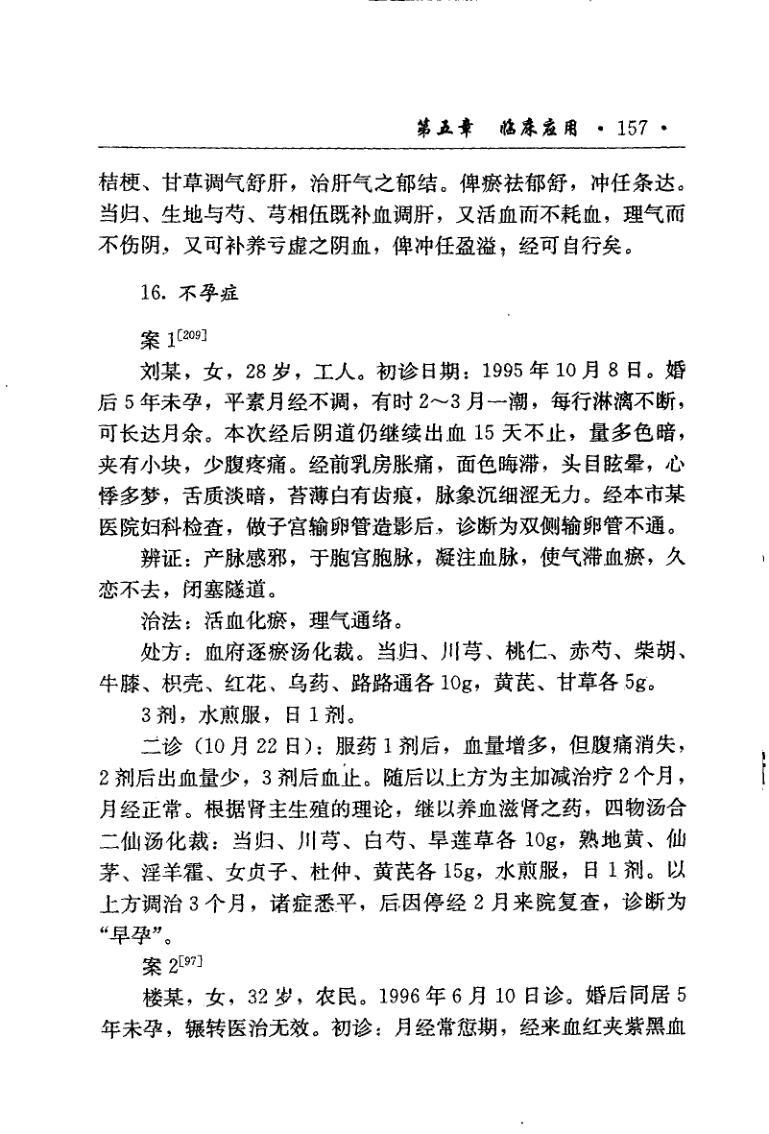 第五章 临床应用 · 157 ·
桔梗、甘草调气舒肝，治肝气之郁结。俾瘀祛郁舒，冲任条达。
当归、生地与芍、芎相伍既补血调肝，又活血而不耗血，理气而
不伤阴，又可补养亏虚之阴血，俾冲任盈溢，经可自行矣。
16. 不孕症
案 1[209]
刘某，女，28 岁，工人。初诊日期：1995 年 10 月 8 日。婚
后 5 年未孕，平素月经不调，有时 2～3 月一潮，每行淋漓不断，
可长达月余。本次经后阴道仍继续出血 15 天不止，量多色暗，
夹有小块，少腹疼痛。经前乳房胀痛，面色晦滞，头目眩晕，心
悸多梦，舌质淡暗，苔薄白有齿痕，脉象沉细涩无力。经本市某
医院妇科检查，做子宫输卵管造影后，诊断为双侧输卵管不通。
辨证：产脉感邪，于胞宫胞脉，凝注血脉，使气滞血瘀，久
恋不去，闭塞隧道。
治法：活血化瘀，理气通络。
处方：血府逐瘀汤化裁。当归、川芎、桃仁、赤芍、柴胡、
牛膝、枳壳、红花、乌药、路路通各 10g，黄芪、甘草各 5g。
3 剂，水煎服，日 1 剂。
二诊（10 月 22 日）：服药 1 剂后，血量增多，但腹痛消失，
2 剂后出血量少，3 剂后血止。随后以上方为主加减治疗 2 个月，
月经正常。根据肾主生殖的理论，继以养血滋肾之药，四物汤合
二仙汤化裁：当归、川芎、白芍、旱莲草各 10g，熟地黄、仙
茅、淫羊霍、女贞子、杜仲、黄芪各 15g，水煎服，日 1 剂。以
上方调治 3 个月，诸症悉平，后因停经 2 月来院复查，诊断为
“早孕”。
案 2[97]
楼某，女，32 岁，农民。1996 年 6 月 10 日诊。婚后同居 5
年未孕，辗转医治无效。初诊：月经常愆期，经来血红夹紫黑血